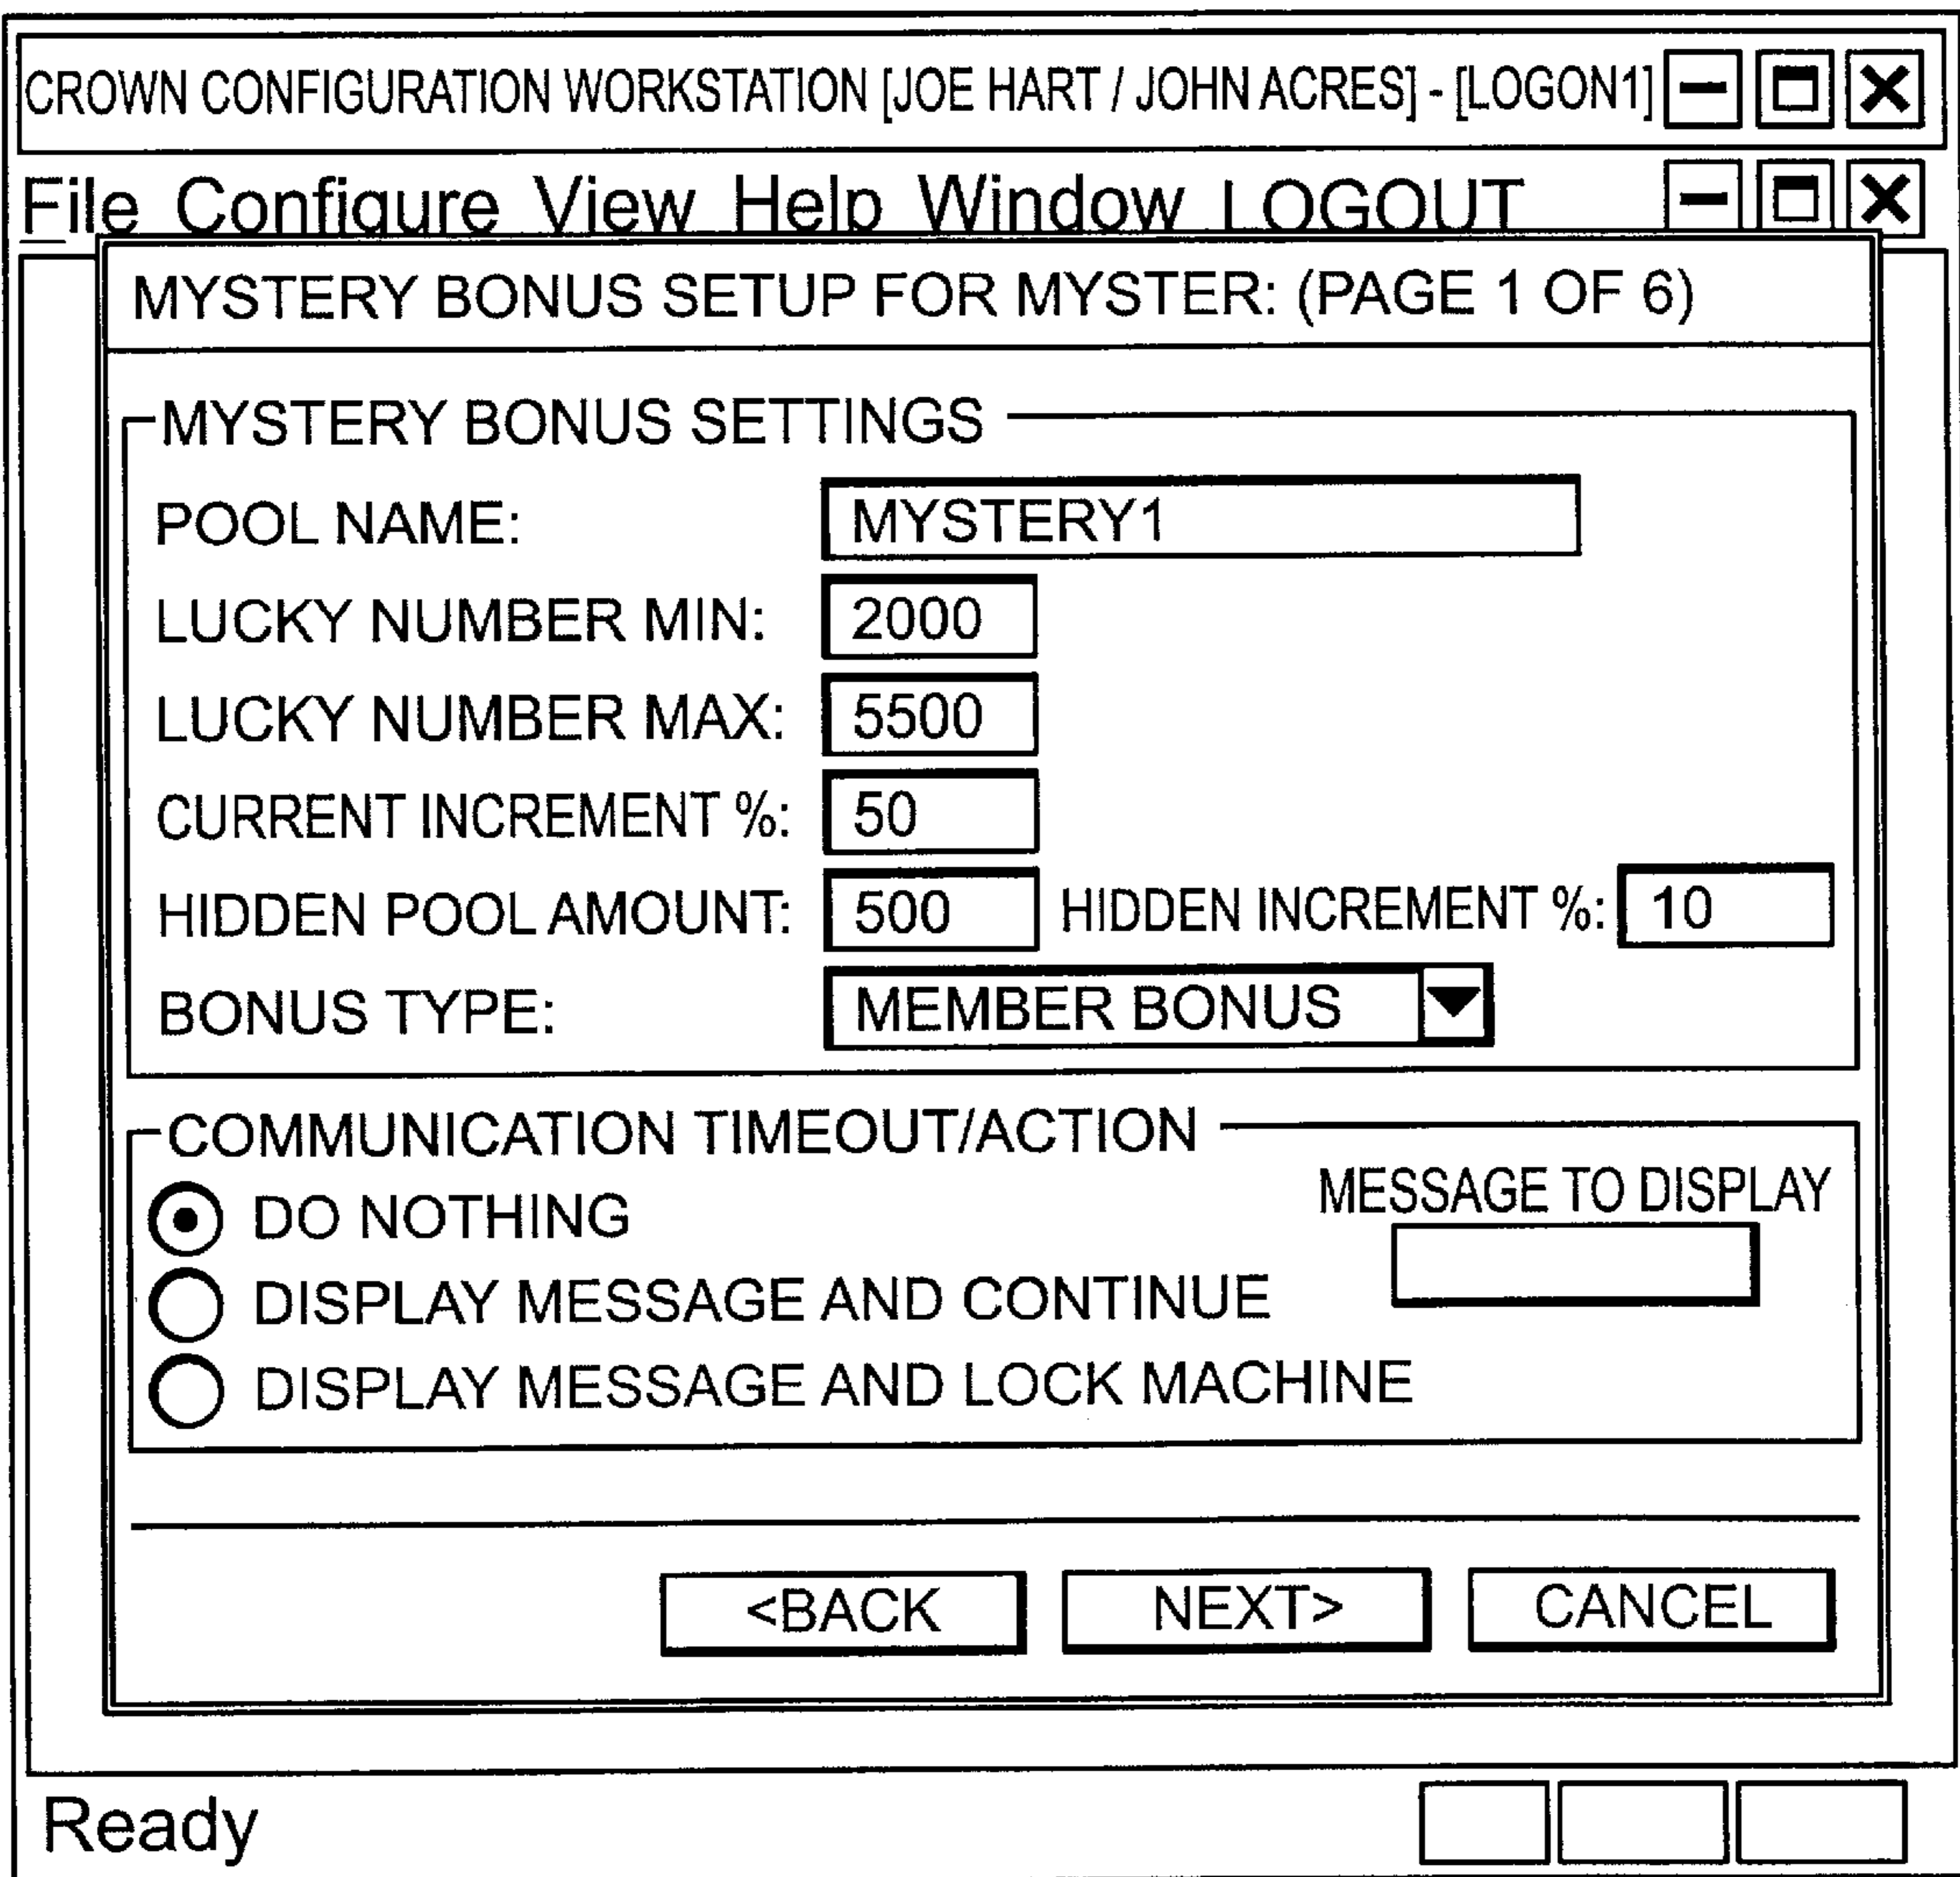 CROWN CONFIGURATION WORKSTATION [JOE HART / JOHN ACRES] - [LOGON1]
File Configure View Help Window LOGOUT
MYSTERY BONUS SETUP FOR MYSTER: (PAGE 1 OF 6)
MYSTERY BONUS SETTINGS
POOL NAME: MYSTERY1
LUCKY NUMBER MIN: 2000
LUCKY NUMBER MAX: 5500
CURRENT INCREMENT %: 50
HIDDEN POOL AMOUNT: 500 HIDDEN INCREMENT %: 10
BONUS TYPE: MEMBER BONUS
COMMUNICATION TIMEOUT/ACTION
MESSAGE TO DISPLAY
DO NOTHING
DISPLAY MESSAGE AND CONTINUE
DISPLAY MESSAGE AND LOCK MACHINE
<BACK NEXT> CANCEL
Ready